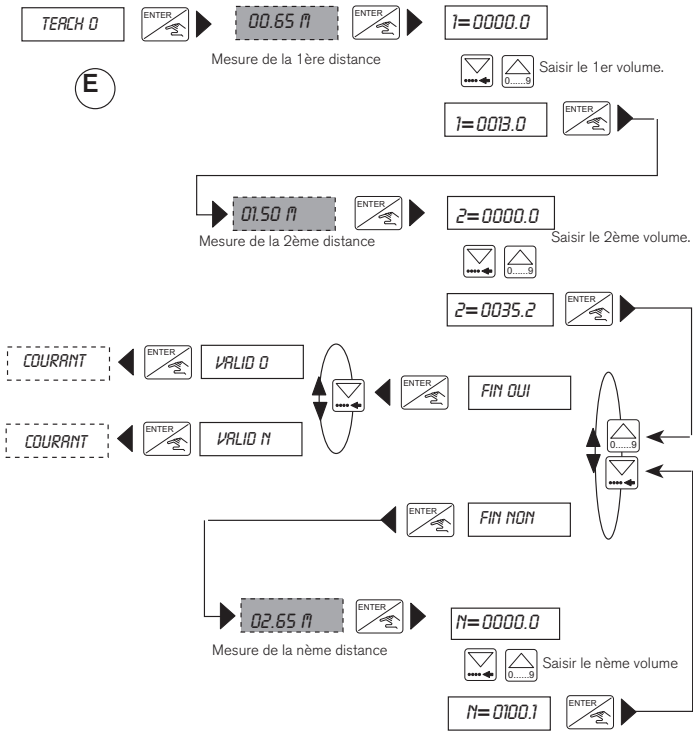 TEACH O
ENTER
00.65 M
ENTER
1=0000.0
Mesure de la 1ère distance
0......9
Saisir le 1er volume.
E
1=0013.0
ENTER
01.50 M
ENTER
2=0000.0
Mesure de la 2ème distance
Saisir le 2ème volume.
0......9
2=0035.2
ENTER
COURANT
ENTER
VALID O
ENTER
FIN OUI
COURANT
ENTER
VALID N
0......9
ENTER
FIN NON
02.65 M
ENTER
N=0000.0
Mesure de la nème distance
0......9
Saisir le nème volume
N=0100.1
ENTER